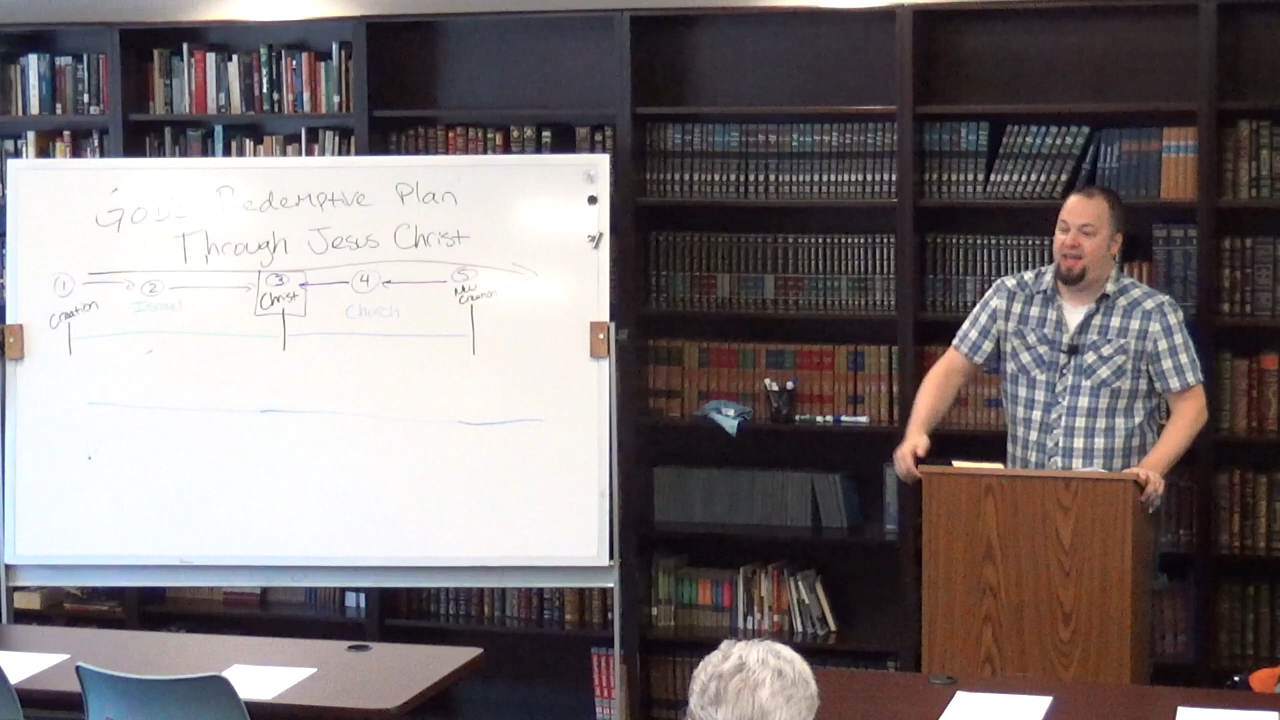 God's Redemptive Plan
Through Jesus Christ
1 2 3 4 5
Creation Israel Christ Church New Creation